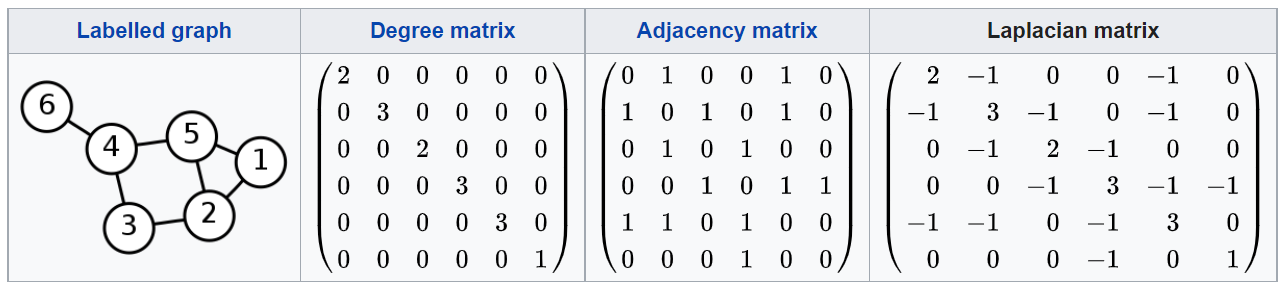 Labelled graph Degree matrix Adjacency matrix Laplacian matrix
6
4 5 1
3 2
2 0 0 0 0 0
0 3 0 0 0 0
0 0 2 0 0 0
0 0 0 3 0 0
0 0 0 0 3 0
0 0 0 0 0 1
0 1 0 0 1 0
1 0 1 0 1 0
0 1 0 1 0 0
0 0 1 0 1 1
1 1 0 1 0 0
0 0 0 1 0 0
2 −1 0 0 −1 0
−1 3 −1 0 −1 0
0 −1 2 −1 0 0
0 0 −1 3 −1 −1
−1 −1 0 −1 3 0
0 0 0 −1 0 1